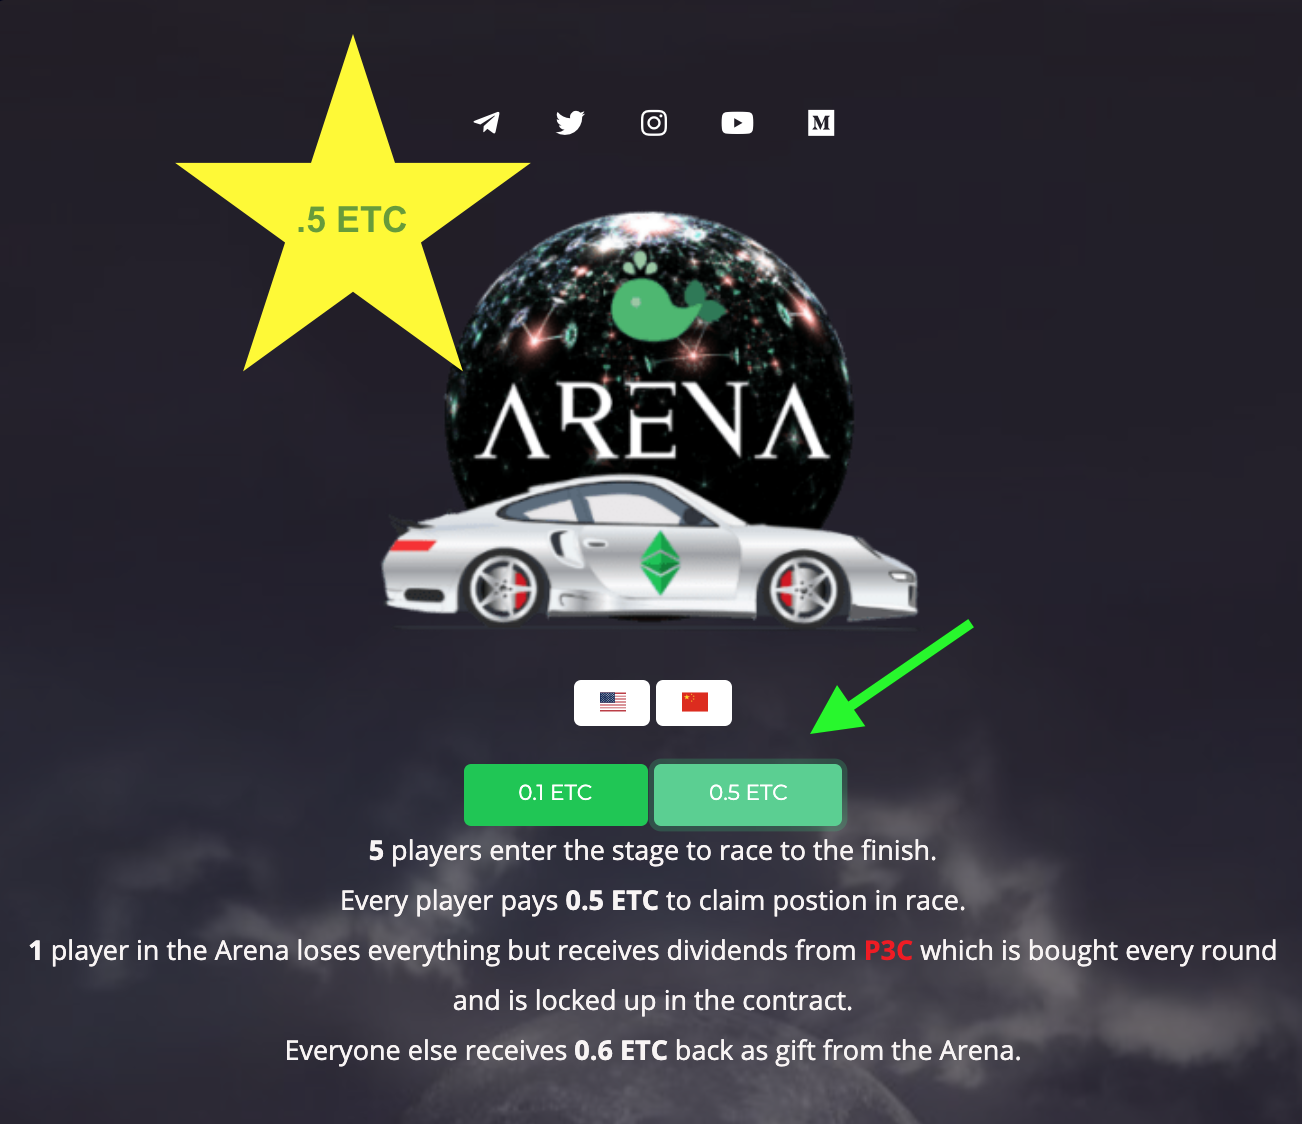 .5 ETC
ARENA
0.1 ETC
0.5 ETC
5 players enter the stage to race to the finish.
Every player pays 0.5 ETC to claim postion in race.
1 player in the Arena loses everything but receives dividends from P3C which is bought every round
and is locked up in the contract.
Everyone else receives 0.6 ETC back as gift from the Arena.